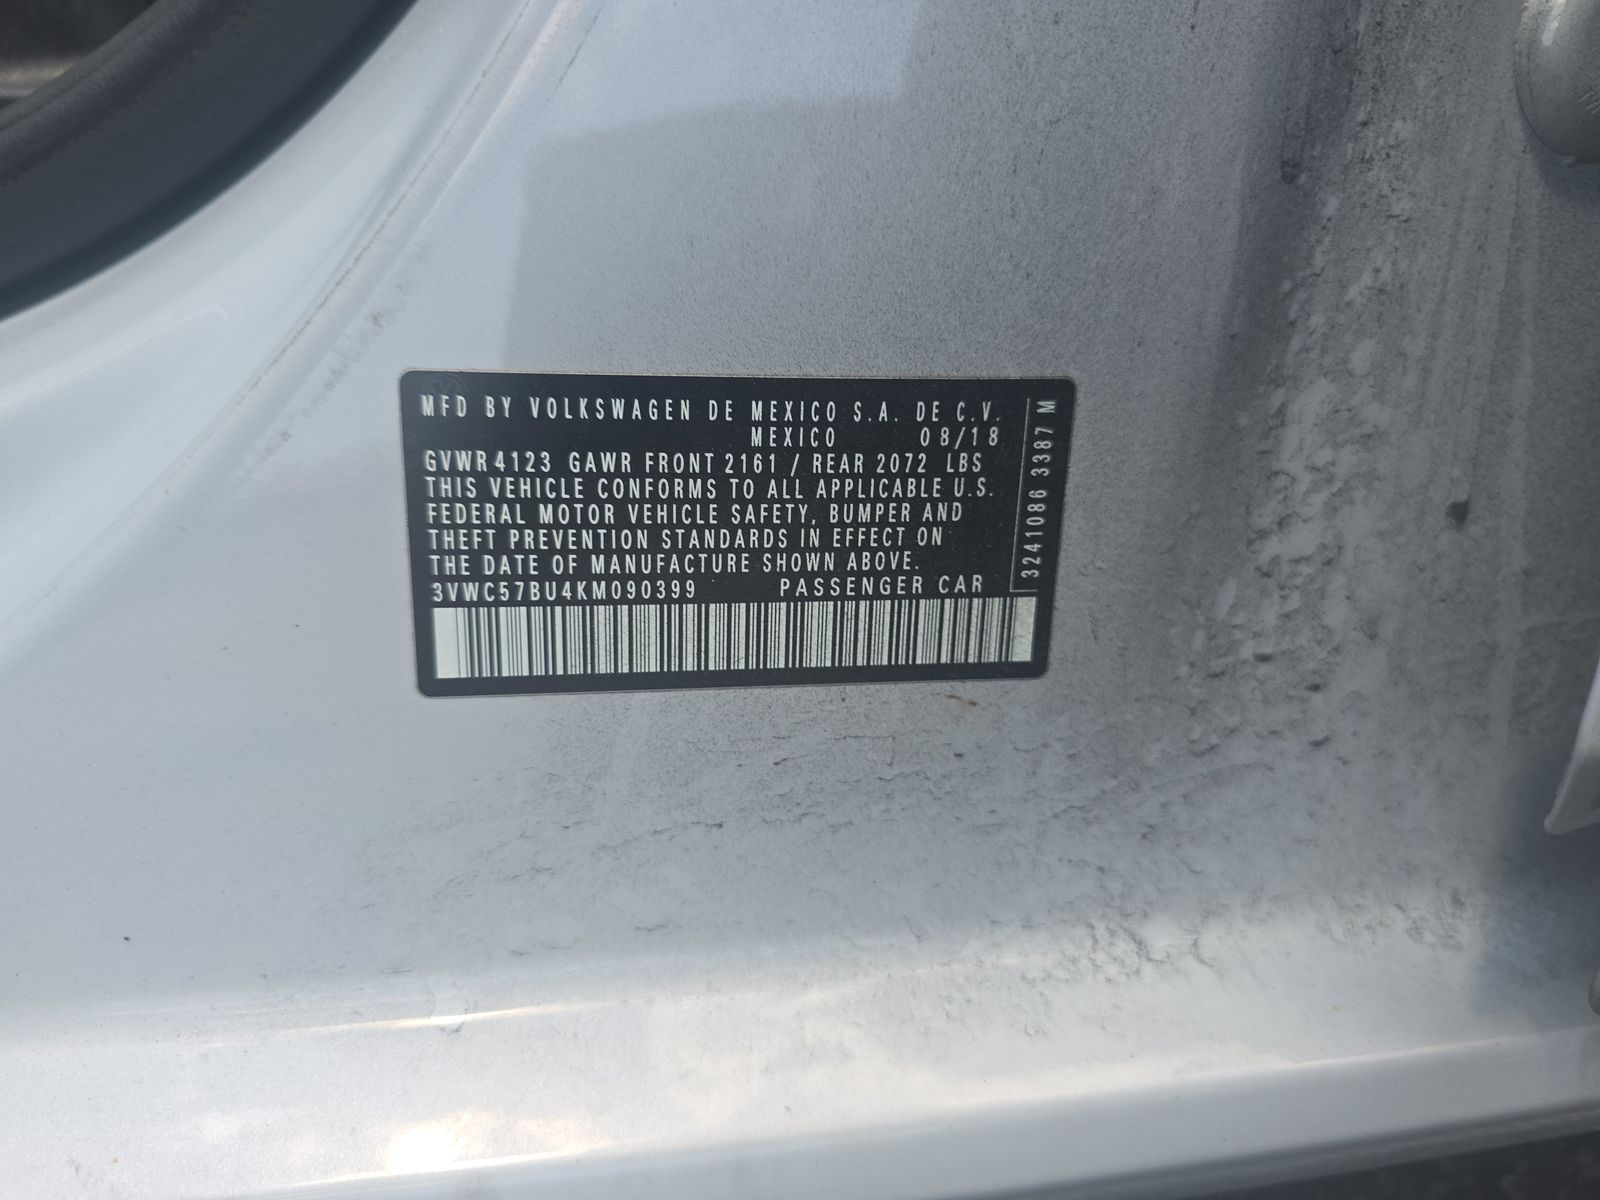 MFD BY VOLKSWAGEN DE MEXICO S.A. DE C.V.
MEXICO 08/18
GVWR 4123 GAWR FRONT 2161 / REAR 2072 LBS
THIS VEHICLE CONFORMS TO ALL APPLICABLE U.S.
FEDERAL MOTOR VEHICLE SAFETY, BUMPER AND
THEFT PREVENTION STANDARDS IN EFFECT ON
THE DATE OF MANUFACTURE SHOWN ABOVE.
3VWC57BU4KM090399 PASSENGER CAR
3241086 3387 M